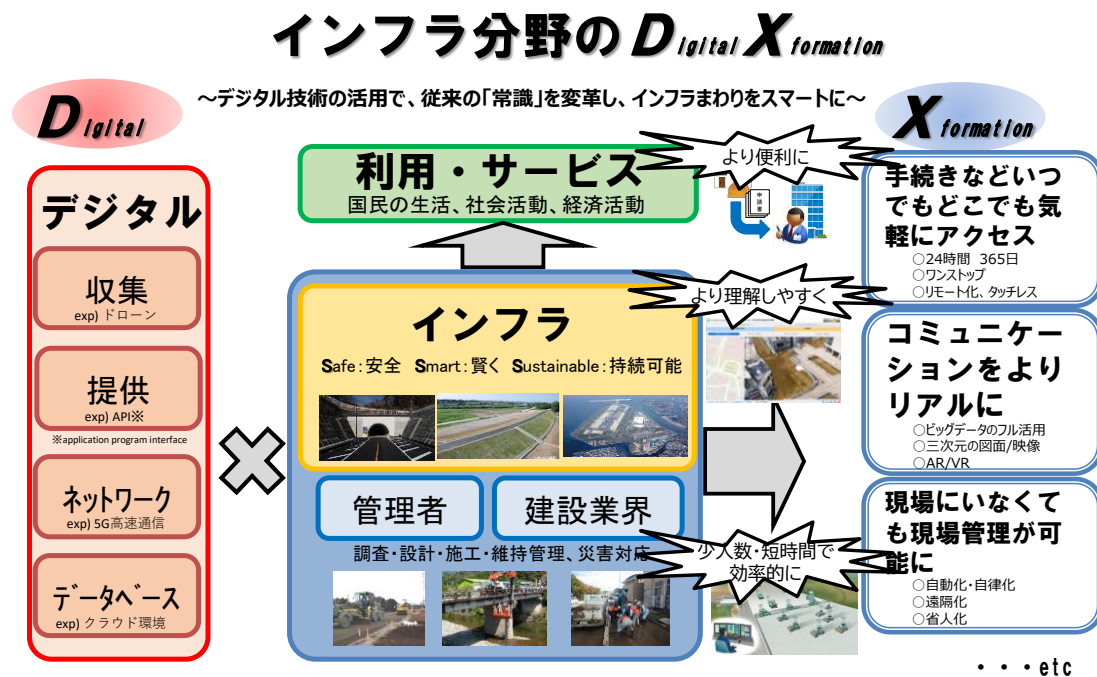 インフラ分野のDigital Xformation
～デジタル技術の活用で、従来の「常識」を変革し、インフラまわりをスマートに～
Digital
デジタル
収集
exp) ドローン
提供
exp) API※
※application program interface
ネットワーク
exp) 5G高速通信
データベース
exp) クラウド環境
利用・サービス
国民の生活、社会活動、経済活動
インフラ
Safe：安全 Smart：賢く Sustainable：持続可能
管理者
建設業界
調査・設計・施工・維持管理、災害対応
より便利に
申請書
より理解しやすく
少人数・短時間で
効率的に
Xformation
手続きなどいつ
でもどこでも気
軽にアクセス
○24時間 365日
○ワンストップ
○リモート化、タッチレス
コミュニケー
ションをより
リアルに
○ビッグデータのフル活用
○三次元の図面/映像
○AR/VR
現場にいなくて
も現場管理が可
能に
○自動化・自律化
○遠隔化
○省人化
・・・etc